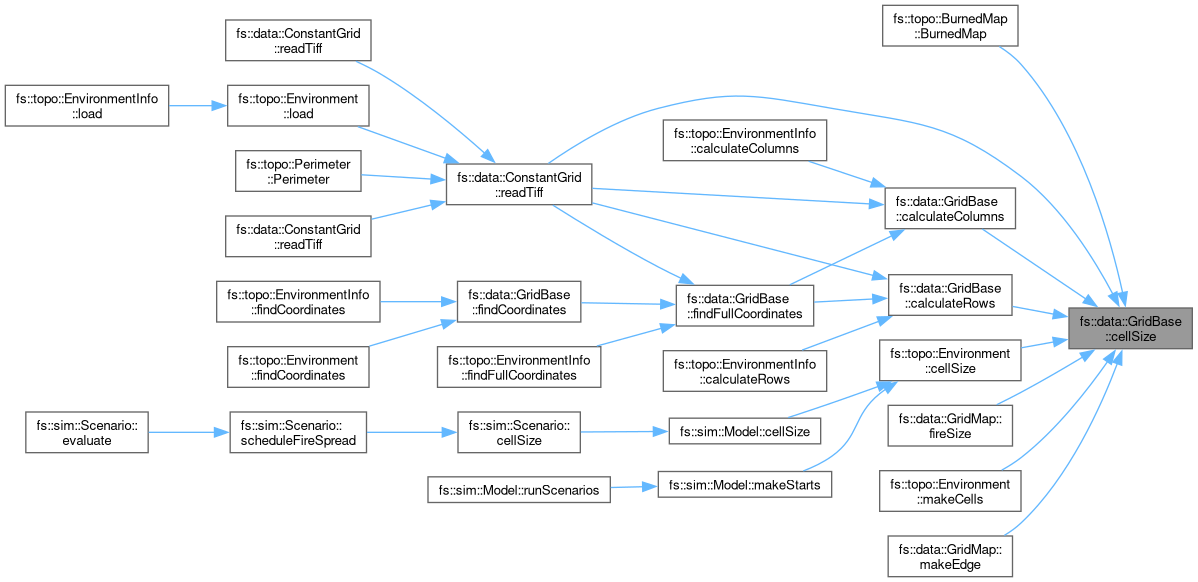 fs::topo::BurnedMap
::BurnedMap
fs::data::ConstantGrid
::readTiff
fs::topo::EnvironmentInfo
::load
fs::topo::Environment
::load
fs::topo::EnvironmentInfo
::calculateColumns
fs::topo::Perimeter
::Perimeter
fs::data::ConstantGrid
::readTiff
fs::data::GridBase
::calculateColumns
fs::data::ConstantGrid
::readTiff
fs::topo::EnvironmentInfo
::findCoordinates
fs::data::GridBase
::findCoordinates
fs::data::GridBase
::findFullCoordinates
fs::data::GridBase
::calculateRows
fs::data::GridBase
::cellSize
fs::topo::Environment
::findCoordinates
fs::topo::EnvironmentInfo
::findFullCoordinates
fs::topo::EnvironmentInfo
::calculateRows
fs::topo::Environment
::cellSize
fs::sim::Scenario::
evaluate
fs::sim::Scenario::
scheduleFireSpread
fs::sim::Scenario::
cellSize
fs::sim::Model::cellSize
fs::data::GridMap::
fireSize
fs::sim::Model::runScenarios
fs::sim::Model::makeStarts
fs::topo::Environment
::makeCells
fs::data::GridMap::
makeEdge